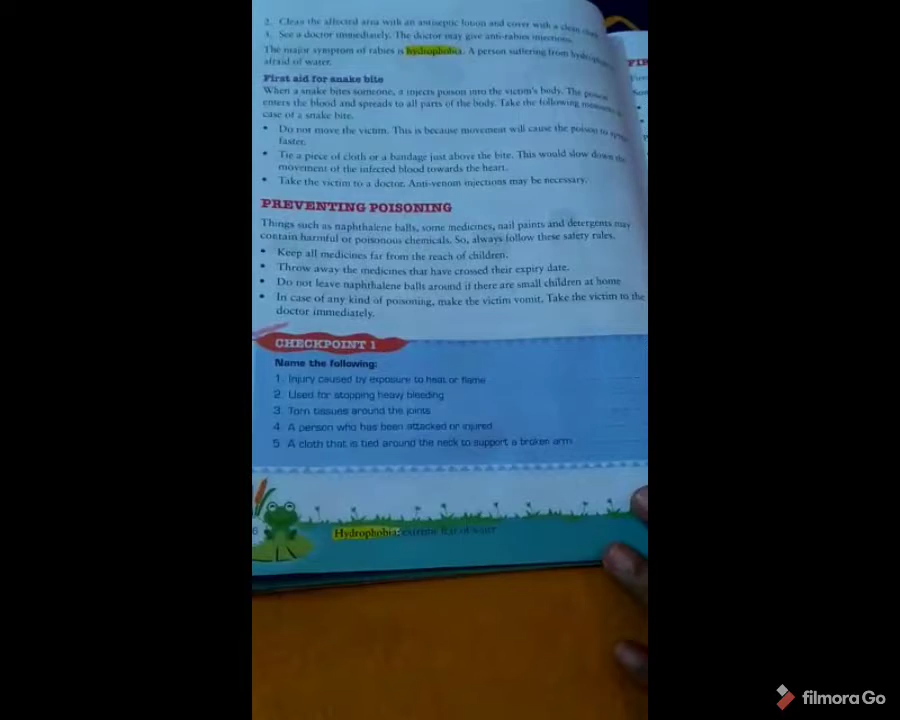 2. Clean the affected area with an antiseptic lotion and cover with a clean
3. See a doctor immediately. The doctor may give anti-rabies injections.
The major symptom of rabies is hydrophobia. A person suffering from
afraid of water.
First aid for snake bite
When a snake bites someone, it injects poison into the victim's body. The poison
enters the blood and spreads to all parts of the body. Take the following
case of a snake bite.
• Do not move the victim. This is because movement will cause the poison to
faster.
• Tie a piece of cloth or a bandage just above the bite. This would slow down the
movement of the infected blood towards the heart.
• Take the victim to a doctor. Anti-venom injections may be necessary.
PREVENTING POISONING
Things such as naphthalene balls, some medicines, nail paints and detergents may
contain harmful or poisonous chemicals. So, always follow these safety rules.
• Keep all medicines far from the reach of children.
• Throw away the medicines that have crossed their expiry date.
• Do not leave naphthalene balls around if there are small children at home
• In case of any kind of poisoning, make the victim vomit. Take the victim to the
doctor immediately.
CHECKPOINT 1
Name the following:
1. Injury caused by exposure to heat or flame
2. Used for stopping heavy bleeding
3. Torn tissues around the joints
4. A person who has been attacked or injured
5. A cloth that is tied around the neck to support a broken arm
6
Hydrophobia: extreme fear of water
FIR
filmora Go